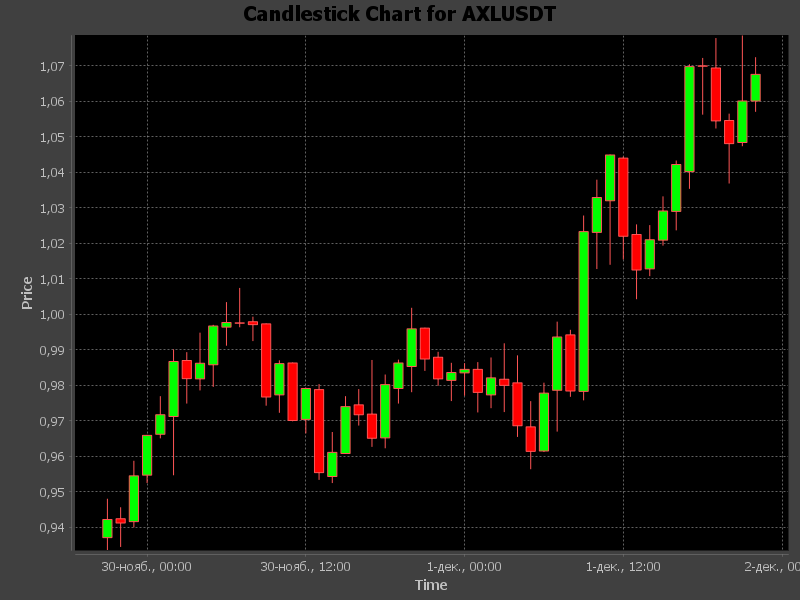 Candlestick Chart for AXLUSDT
1,07
1,06
1,05
1,04
1,03
1,02
1,01
1,00
0,99
0,98
0,97
0,96
0,95
0,94
Price
30-нояб., 00:00
30-нояб., 12:00
1-дек., 00:00
1-дек., 12:00
2-дек., 00
Time